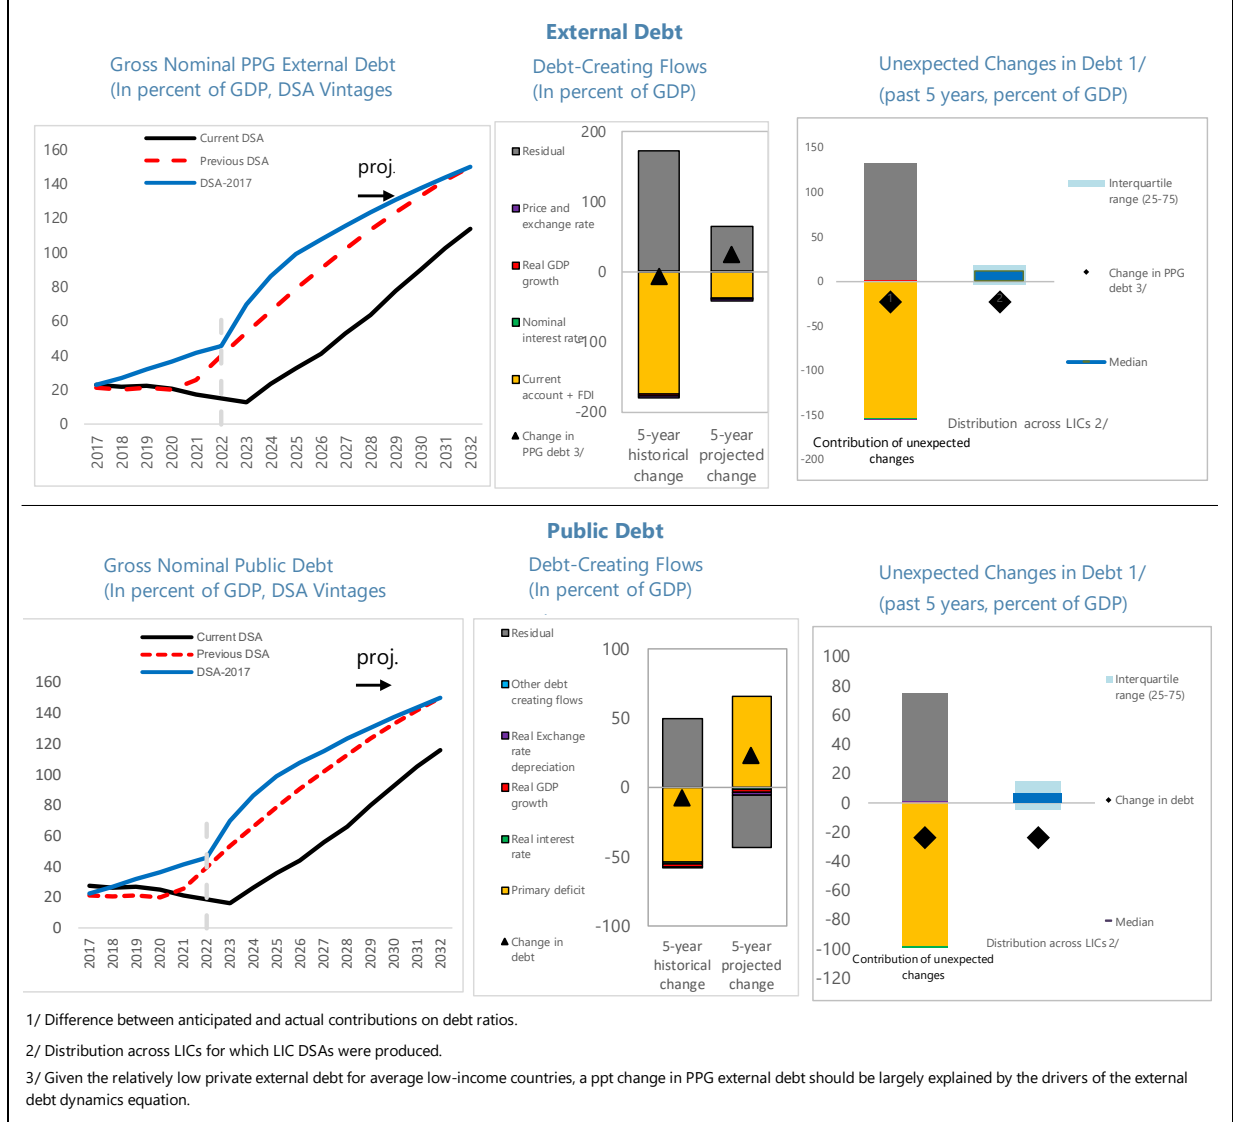 External Debt
Gross Nominal PPG External Debt
(In percent of GDP, DSA Vintages
Debt-Creating Flows
(In percent of GDP)
Unexpected Changes in Debt 1/
(past 5 years, percent of GDP)
Current DSA
Previous DSA
DSA-2017
proj.
160
140
120
100
80
60
40
20
0
2017
2018
2019
2020
2021
2022
2023
2024
2025
2026
2027
2028
2029
2030
2031
2032
200
100
0
-100
-200
Residual
Price and
exchange rate
Real GDP
growth
Nominal
interest rate
Current
account + FDI
Change in
PPG debt 3/
5-year
historical
change
5-year
projected
change
150
100
50
0
-50
-100
-150
-200
1
2
Interquartile
range (25-75)
Change in PPG
debt 3/
Median
Distribution across LICs 2/
Contribution of unexpected
changes
Public Debt
Gross Nominal Public Debt
(In percent of GDP, DSA Vintages
Debt-Creating Flows
(In percent of GDP)
Unexpected Changes in Debt 1/
(past 5 years, percent of GDP)
Current DSA
Previous DSA
DSA-2017
proj.
160
140
120
100
80
60
40
20
0
2017
2018
2019
2020
2021
2022
2023
2024
2025
2026
2027
2028
2029
2030
2031
2032
Residual
Other debt
creating flows
Real Exchange
rate
depreciation
Real GDP
growth
Real interest
rate
Primary deficit
Change in
debt
100
50
0
-50
-100
5-year
historical
change
5-year
projected
change
100
80
60
40
20
0
-20
-40
-60
-80
-100
-120
Interquartile
range (25-75)
Change in debt
Median
Distribution across LICs 2/
Contribution of unexpected
changes
1/ Difference between anticipated and actual contributions on debt ratios.
2/ Distribution across LICs for which LIC DSAs were produced.
3/ Given the relatively low private external debt for average low-income countries, a ppt change in PPG external debt should be largely explained by the drivers of the external
debt dynamics equation.